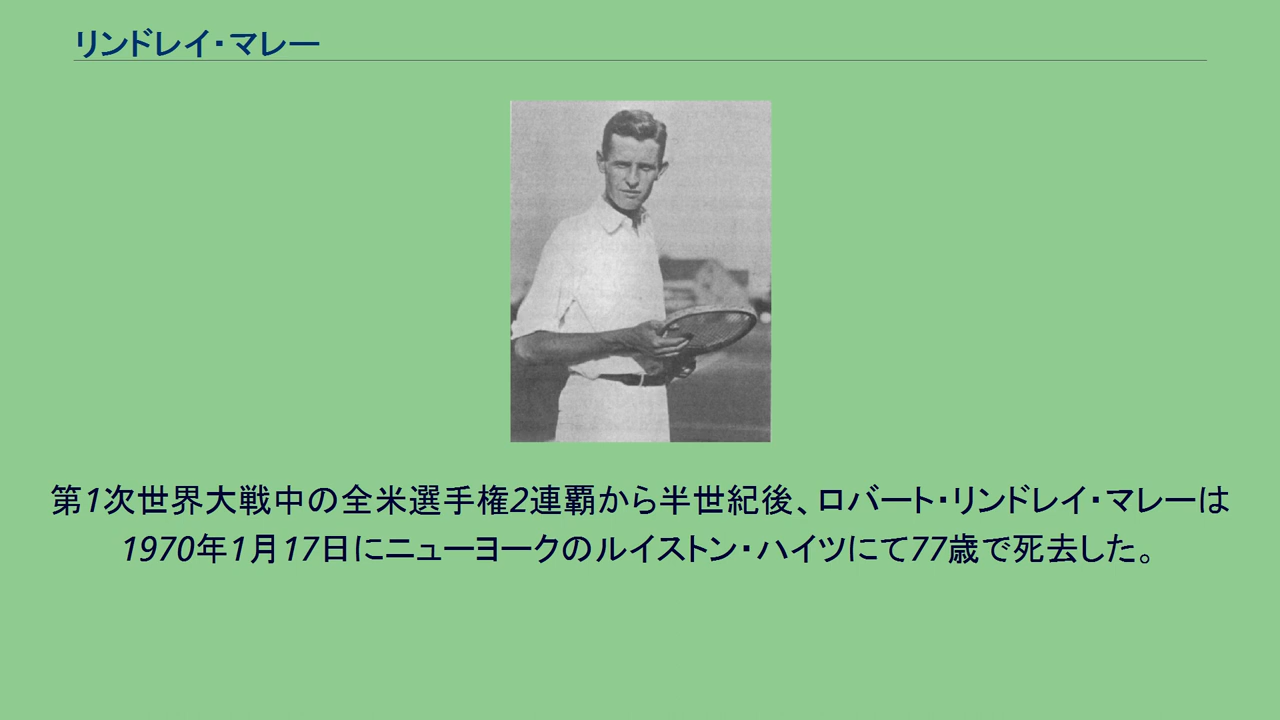 リンドレイ・マレー
第1次世界大戦中の全米選手権2連覇から半世紀後、ロバート・リンドレイ・マレーは
1970年1月17日にニューヨークのルイストン・ハイツにて77歳で死去した。